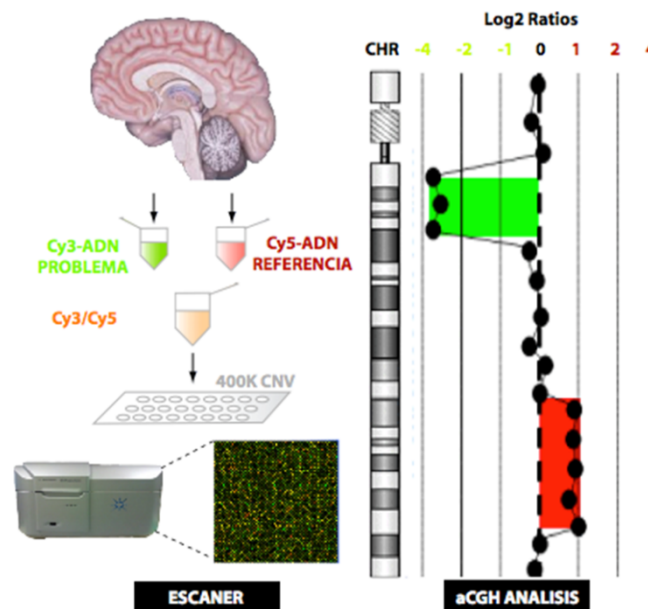 Log2 Ratios
CHR -4 -2 -1 0 1 2 4
Cy3-ADN
PROBLEMA
Cy5-ADN
REFERENCIA
Cy3/Cy5
400K CNV
ESCANER
aCGH ANALISIS